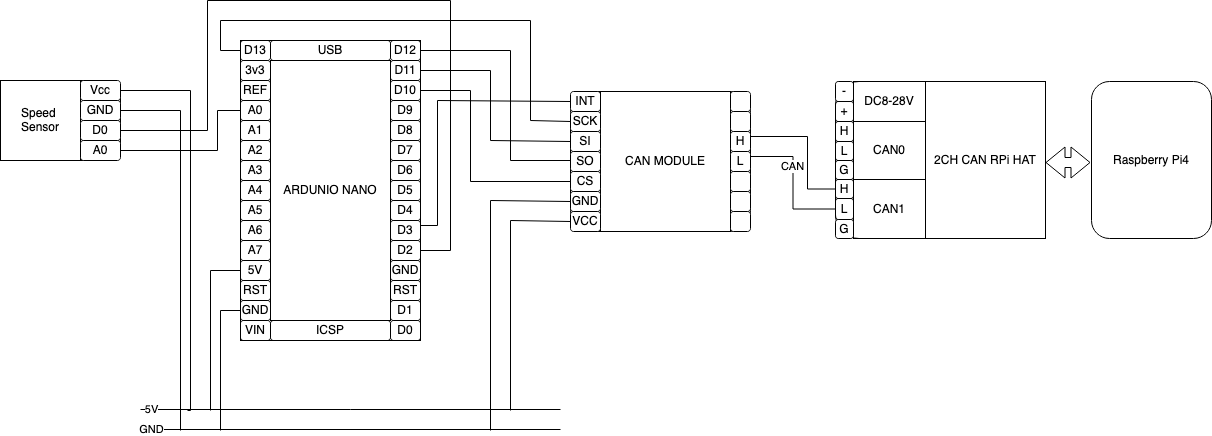 Speed
Sensor
Vcc
GND
D0
A0
D13
USB
D12
3v3
D11
REF
D10
A0
D9
A1
D8
A2
D7
A3
D6
A4
ARDUNIO NANO
D5
A5
D4
A6
D3
A7
D2
5V
GND
RST
RST
GND
D1
VIN
ICSP
D0
INT
SCK
SI
SO
CS
GND
VCC
CAN MODULE
H
L
CAN
-
+
H
L
G
H
L
G
DC8-28V
CAN0
CAN1
2CH CAN RPi HAT
Raspberry Pi4
5V
GND